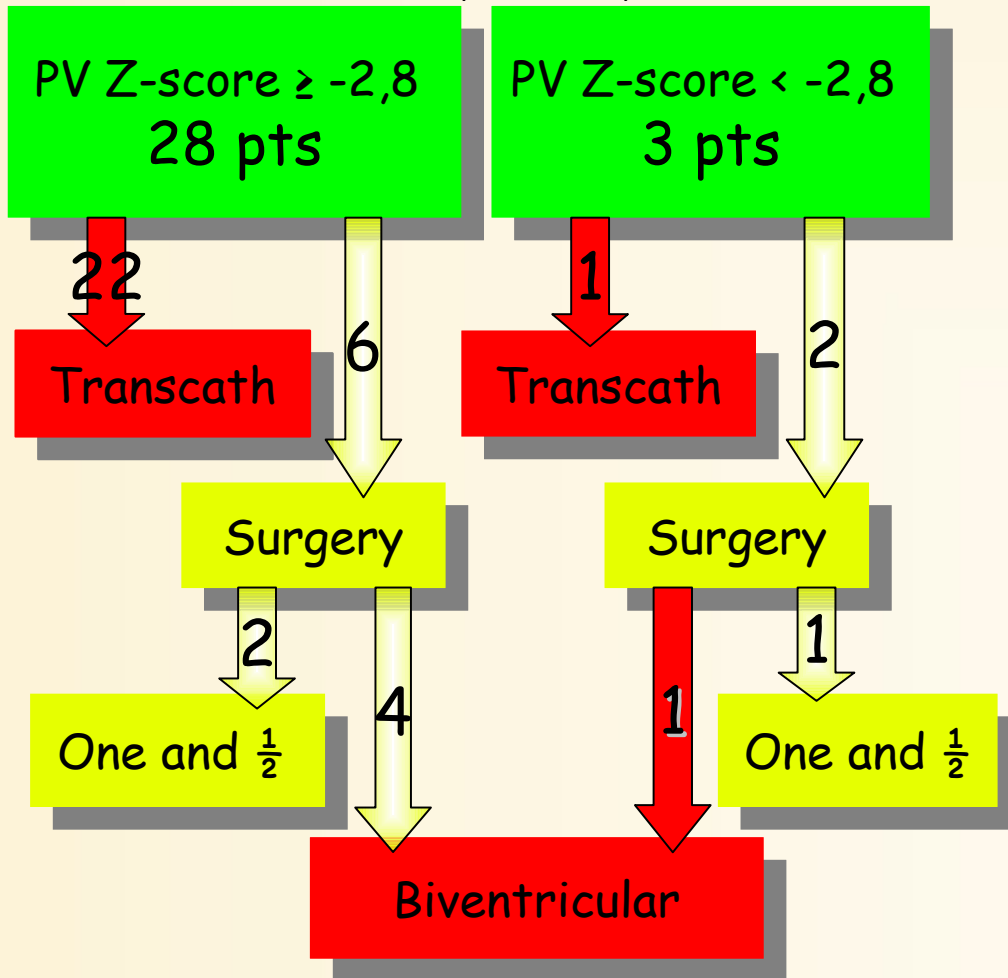 PV Z-score ≥ -2,8
28 pts
PV Z-score < -2,8
3 pts
22
6
1
2
Transcath
Transcath
Surgery
Surgery
2
4
1
1
One and ½
One and ½
Biventricular